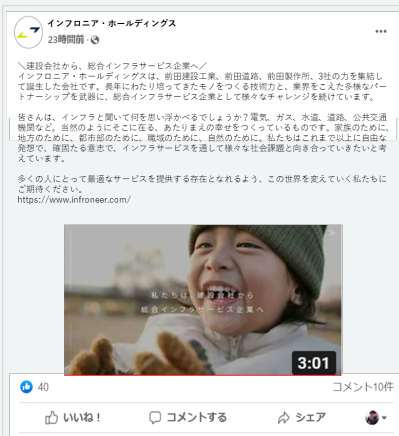 インフロニア・ホールディングス
23時間前
＼建設会社から、総合インフラサービス企業へ／
インフロニア・ホールディングスは、前田建設工業、前田道路、前田製作所、3社の力を集結し
て誕生した会社です。長年にわたり培ってきたモノをつくる技術力と、業界をこえた多様なパー
トナーシップを武器に、総合インフラサービス企業として様々なチャレンジを続けています。
皆さんは、インフラと聞いて何を思い浮かべるでしょうか？電気、ガス、水道、道路、公共交通
機関など。当然のようにそこに在る、あたりまえの幸せをつくっているものです。家族のために、
地方のために、都市部のために、職域のために、自然のために。私たちはこれまで以上に自由な
発想で、確固たる意志で、インフラサービスを通して様々な社会課題と向き合っていきたいと考
えています。
多くの人にとって最適なサービスを提供する存在となれるよう、この世界を変えていく私たちに
ご期待ください。
https://www.infroneer.com/
私たちは、建設会社から
総合インフラサービス企業へ
3:01
40
コメント10件
いいね！
コメントする
シェア